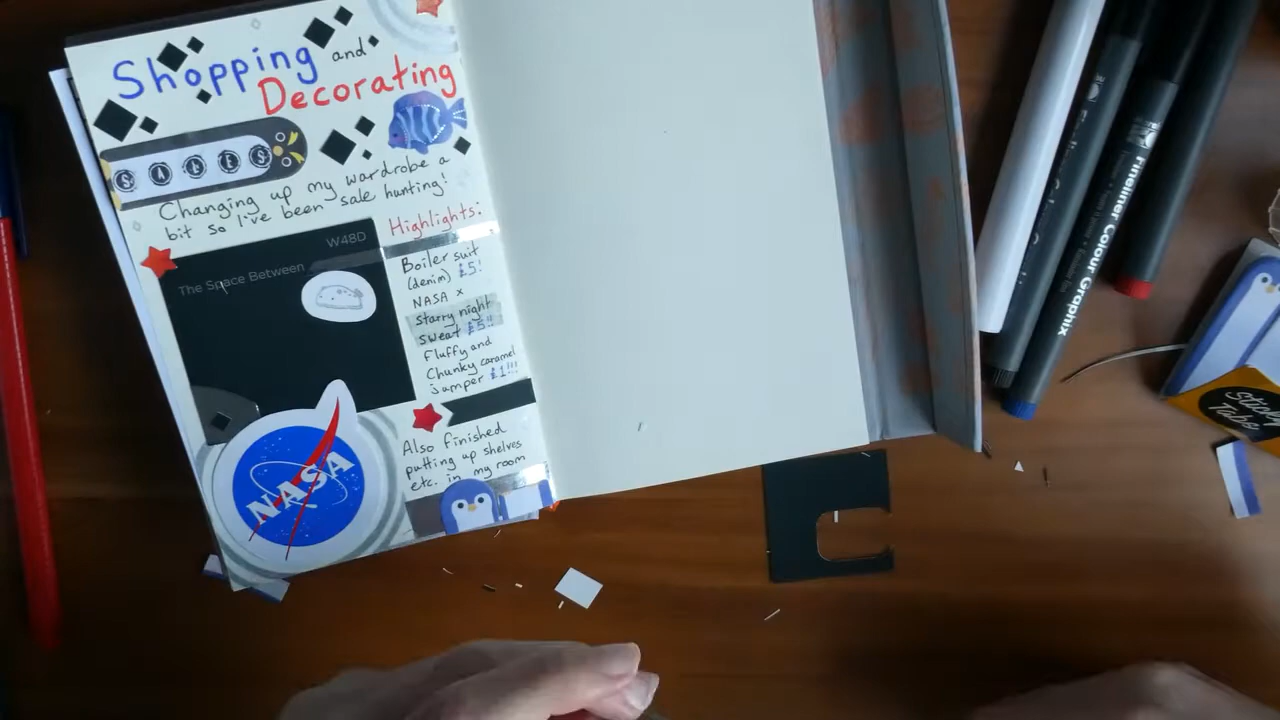 Shopping and
Decorating
SALES
Changing up my wardrobe a
bit so I've been sale hunting!
W48D
The Space Between
Highlights:
Boiler suit
(denim) £5!
NASA x
starry night
sweat £5!!
Fluffy and
Chunky caramel
jumper £1!!!
Also finished
putting up shelves
etc. in my room
NASA
Fineliner Colour Graphix
Sticky
Tabs